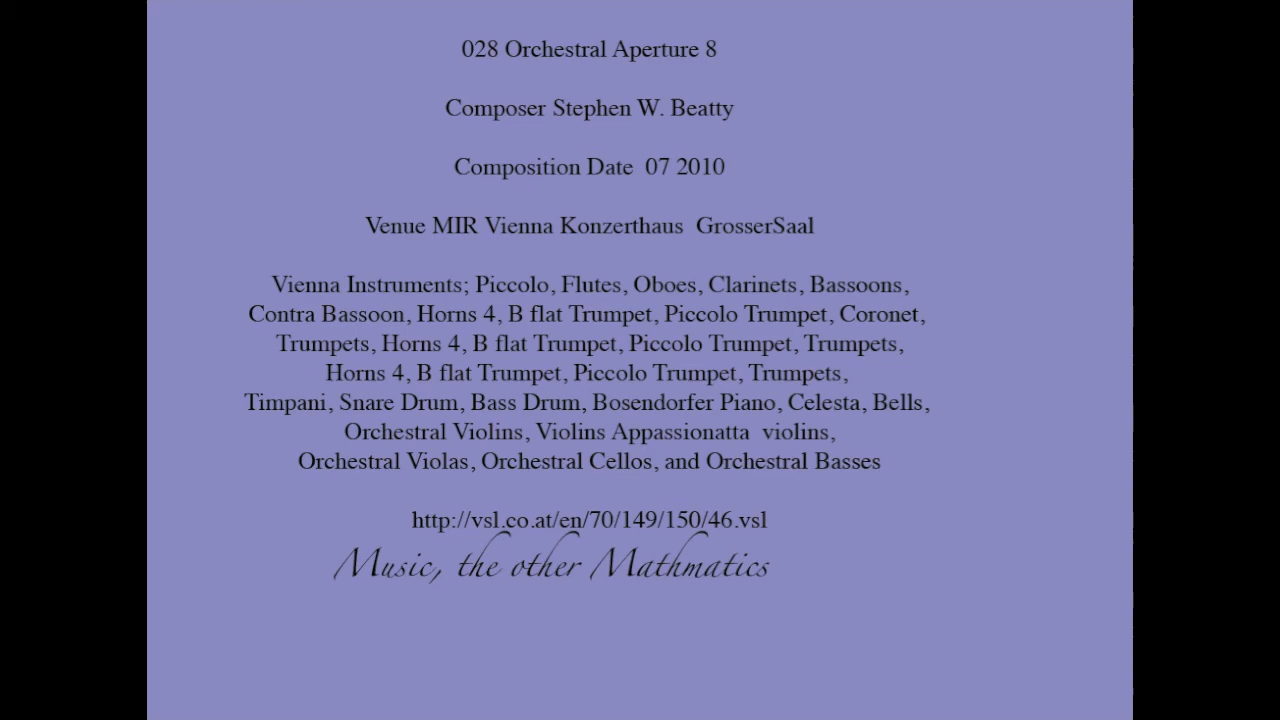 028 Orchestral Aperture 8
Composer Stephen W. Beatty
Composition Date  07 2010
Venue MIR Vienna Konzerthaus  GrosserSaal
Vienna Instruments; Piccolo, Flutes, Oboes, Clarinets, Bassoons,
Contra Bassoon, Horns 4, B flat Trumpet, Piccolo Trumpet, Coronet,
Trumpets, Horns 4, B flat Trumpet, Piccolo Trumpet, Trumpets,
Horns 4, B flat Trumpet, Piccolo Trumpet, Trumpets,
Timpani, Snare Drum, Bass Drum, Bosendorfer Piano, Celesta, Bells,
Orchestral Violins, Violins Appassionatta  violins,
Orchestral Violas, Orchestral Cellos, and Orchestral Basses
http://vsl.co.at/en/70/149/150/46.vsl
Music, the other Mathmatics